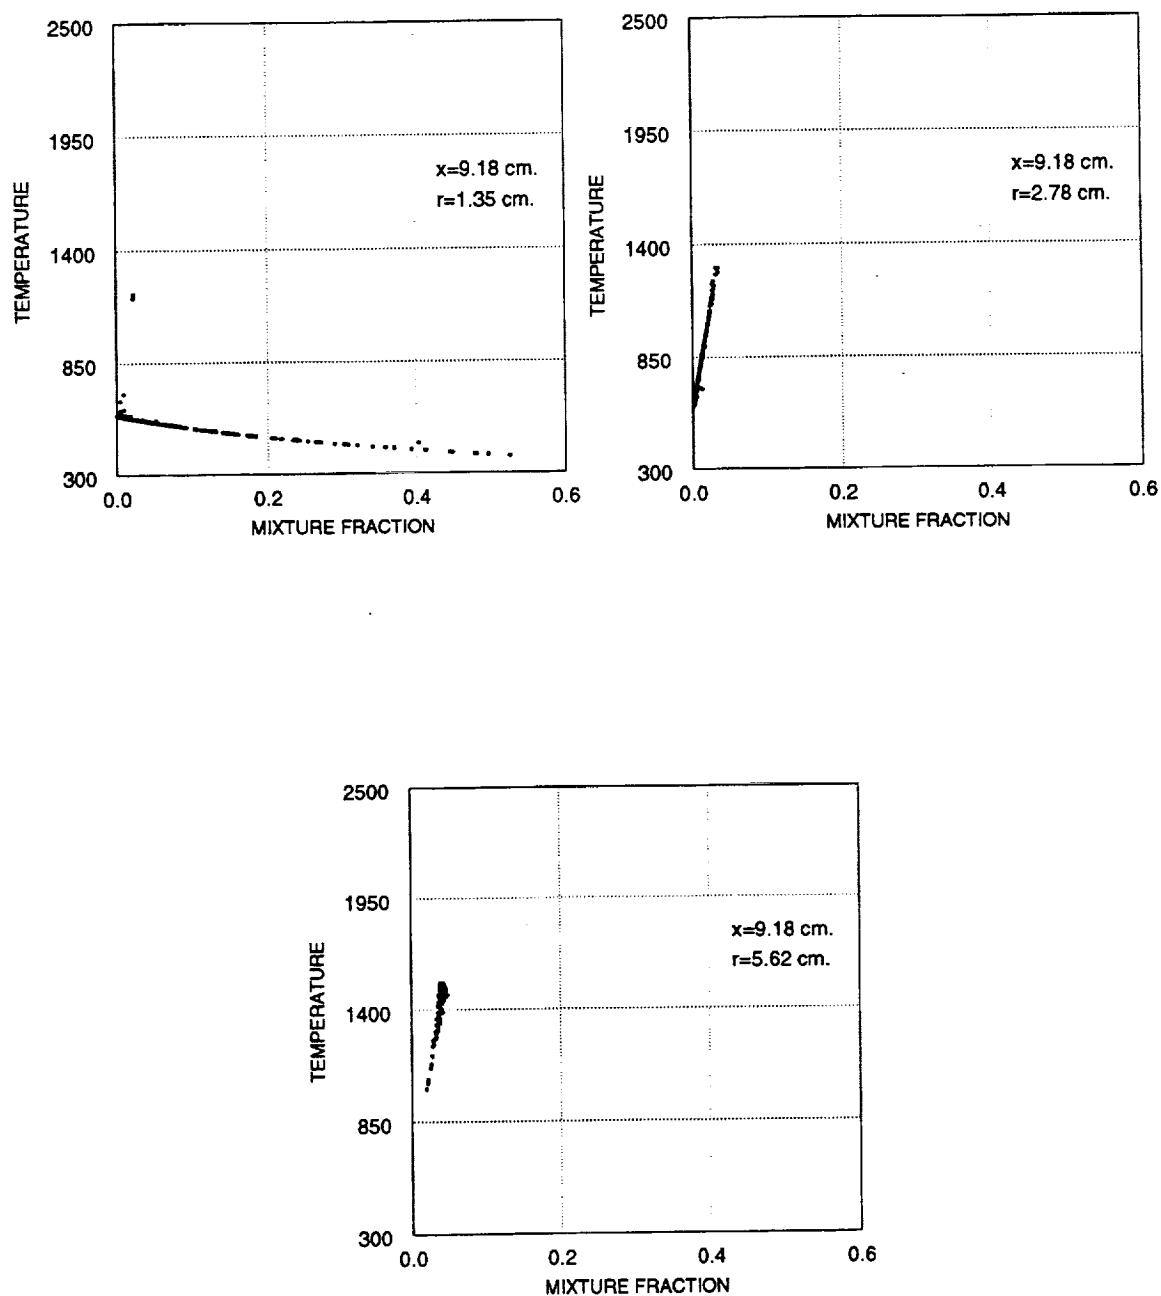 2500
1950
1400
850
300
TEMPERATURE
x=9.18 cm.
r=1.35 cm.
0.0 0.2 0.4 0.6
MIXTURE FRACTION
2500
1950
1400
850
300
TEMPERATURE
x=9.18 cm.
r=2.78 cm.
0.0 0.2 0.4 0.6
MIXTURE FRACTION
2500
1950
1400
850
300
TEMPERATURE
x=9.18 cm.
r=5.62 cm.
0.0 0.2 0.4 0.6
MIXTURE FRACTION